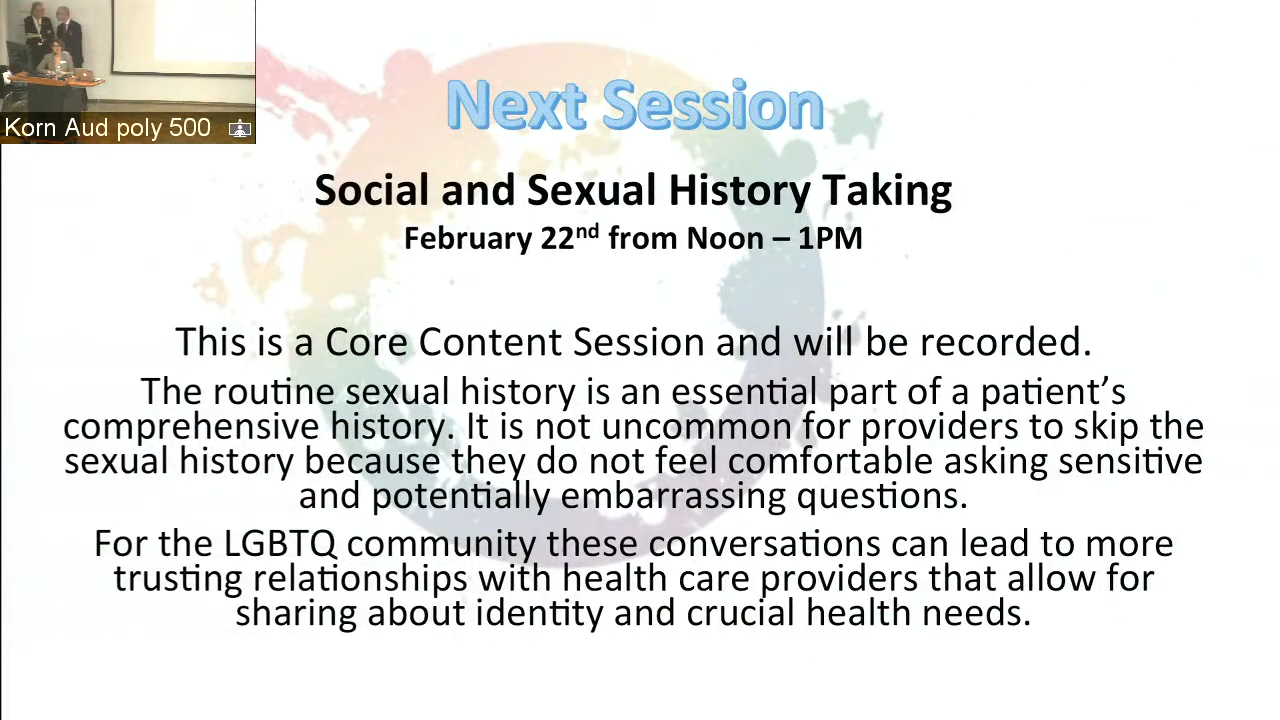 Korn Aud poly 500
Next Session
Social and Sexual History Taking
February 22nd from Noon – 1PM
This is a Core Content Session and will be recorded.
The routine sexual history is an essential part of a patient’s
comprehensive history. It is not uncommon for providers to skip the
sexual history because they do not feel comfortable asking sensitive
and potentially embarrassing questions.
For the LGBTQ community these conversations can lead to more
trusting relationships with health care providers that allow for
sharing about identity and crucial health needs.